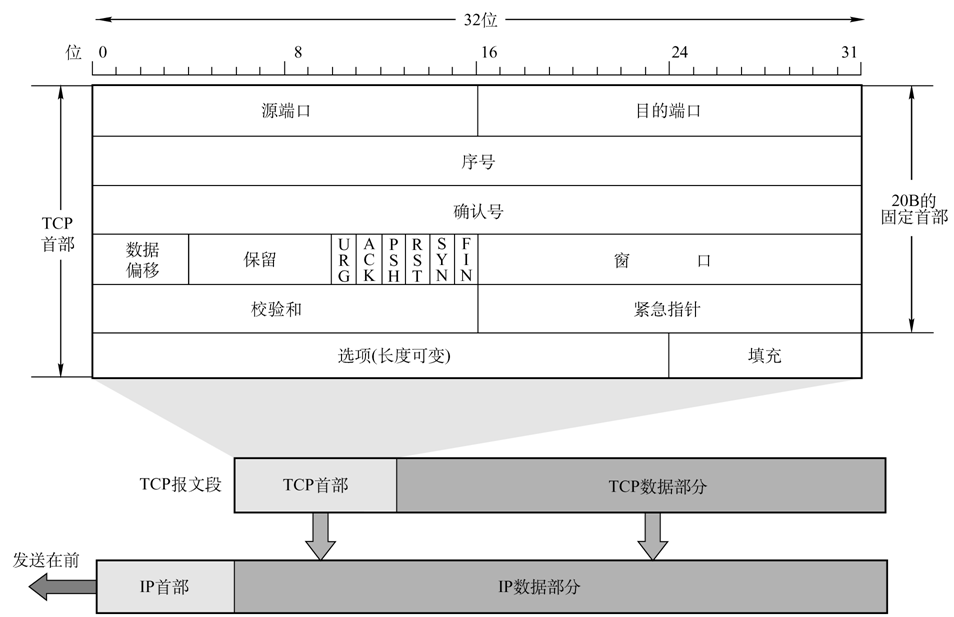 32位
位 0 8 16 24 31
源端口 目的端口
序号
TCP
首部
确认号
20B的
固定首部
数据
偏移
保留
URG
ACK
PSH
RST
SYN
FIN
窗 口
校验和 紧急指针
选项(长度可变) 填充
TCP报文段 TCP首部 TCP数据部分
发送在前
IP首部 IP数据部分